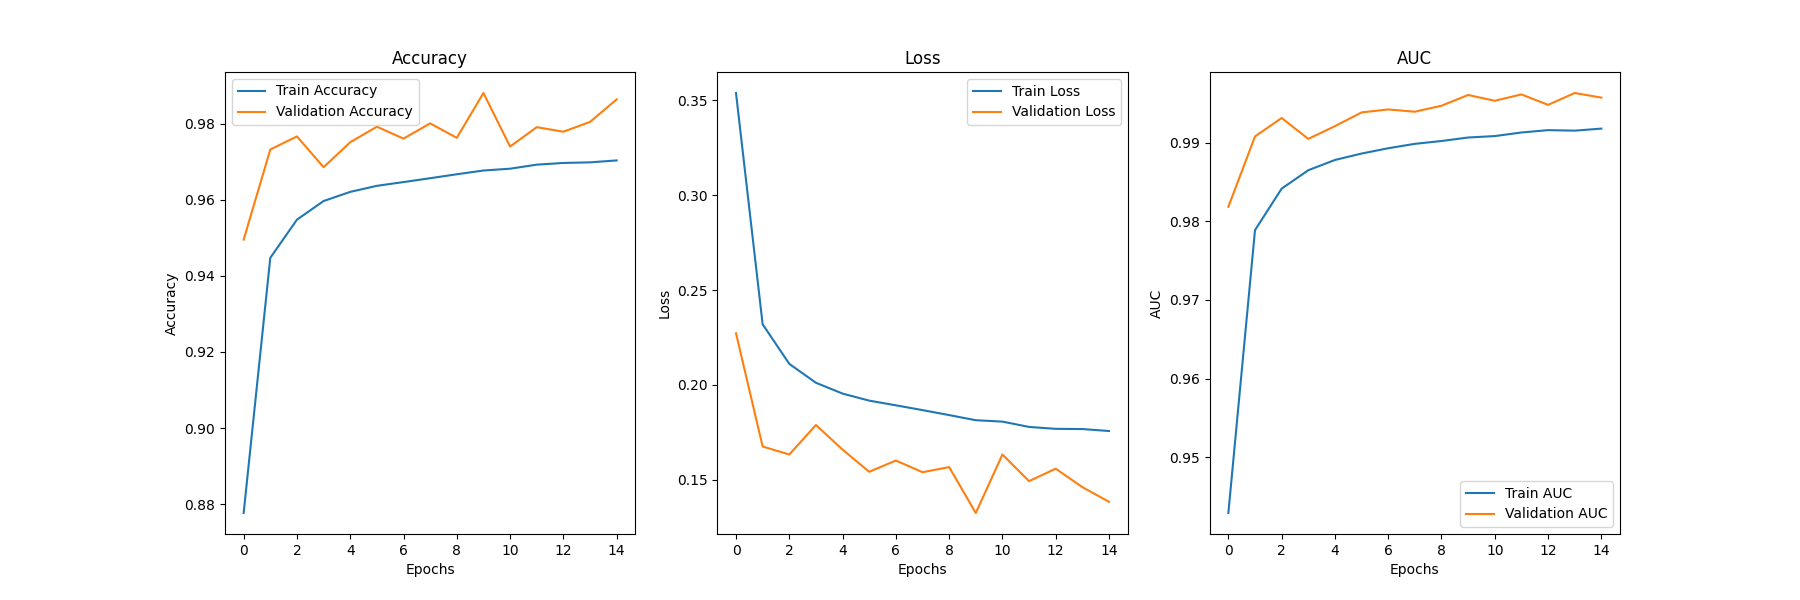 Accuracy
Train Accuracy
Validation Accuracy
0.98
0.96
0.94
0.92
0.90
0.88
Accuracy
0 2 4 6 8 10 12 14
Epochs
Loss
Train Loss
Validation Loss
0.35
0.30
0.25
0.20
0.15
Loss
0 2 4 6 8 10 12 14
Epochs
AUC
0.99
0.98
0.97
0.96
0.95
AUC
Train AUC
Validation AUC
0 2 4 6 8 10 12 14
Epochs